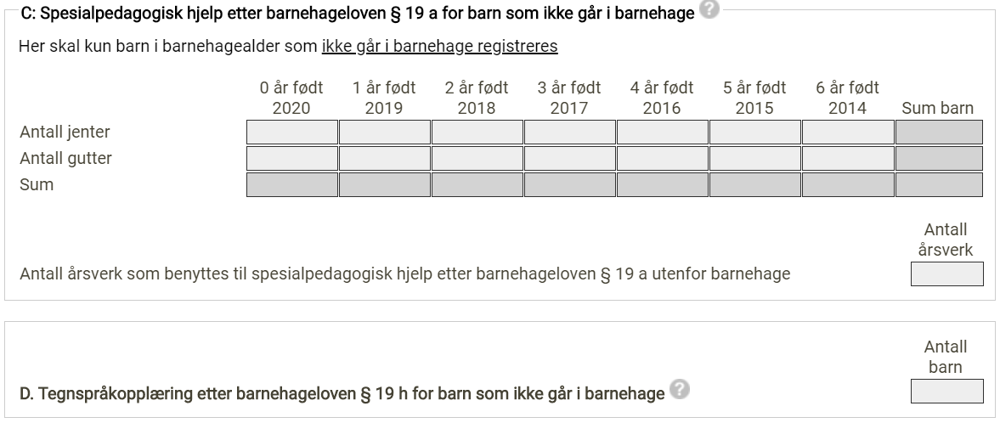 C: Spesialpedagogisk hjelp etter barnehageloven § 19 a for barn som ikke går i barnehage ?
Her skal kun barn i barnehagealder som ikke går i barnehage registreres
0 år født 1 år født 2 år født 3 år født 4 år født 5 år født 6 år født
2020 2019 2018 2017 2016 2015 2014 Sum barn
Antall jenter
Antall gutter
Sum
Antall
årsverk
Antall årsverk som benyttes til spesialpedagogisk hjelp etter barnehageloven § 19 a utenfor barnehage
Antall
barn
D. Tegnspråkopplæring etter barnehageloven § 19 h for barn som ikke går i barnehage ?